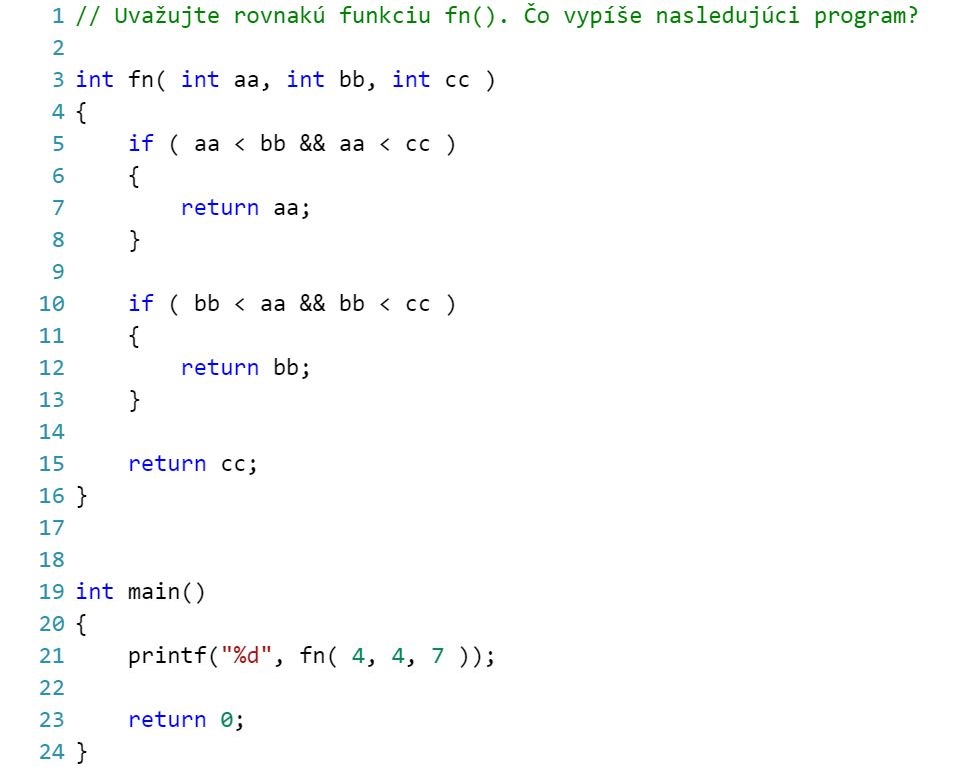 1 // Uvažujte rovnakú funkciu fn(). Čo vypíše nasledujúci program?
2
3 int fn( int aa, int bb, int cc )
4 {
5     if ( aa < bb && aa < cc )
6     {
7         return aa;
8     }
9
10     if ( bb < aa && bb < cc )
11     {
12         return bb;
13     }
14
15     return cc;
16 }
17
18
19 int main()
20 {
21     printf("%d", fn( 4, 4, 7 ));
22
23     return 0;
24 }